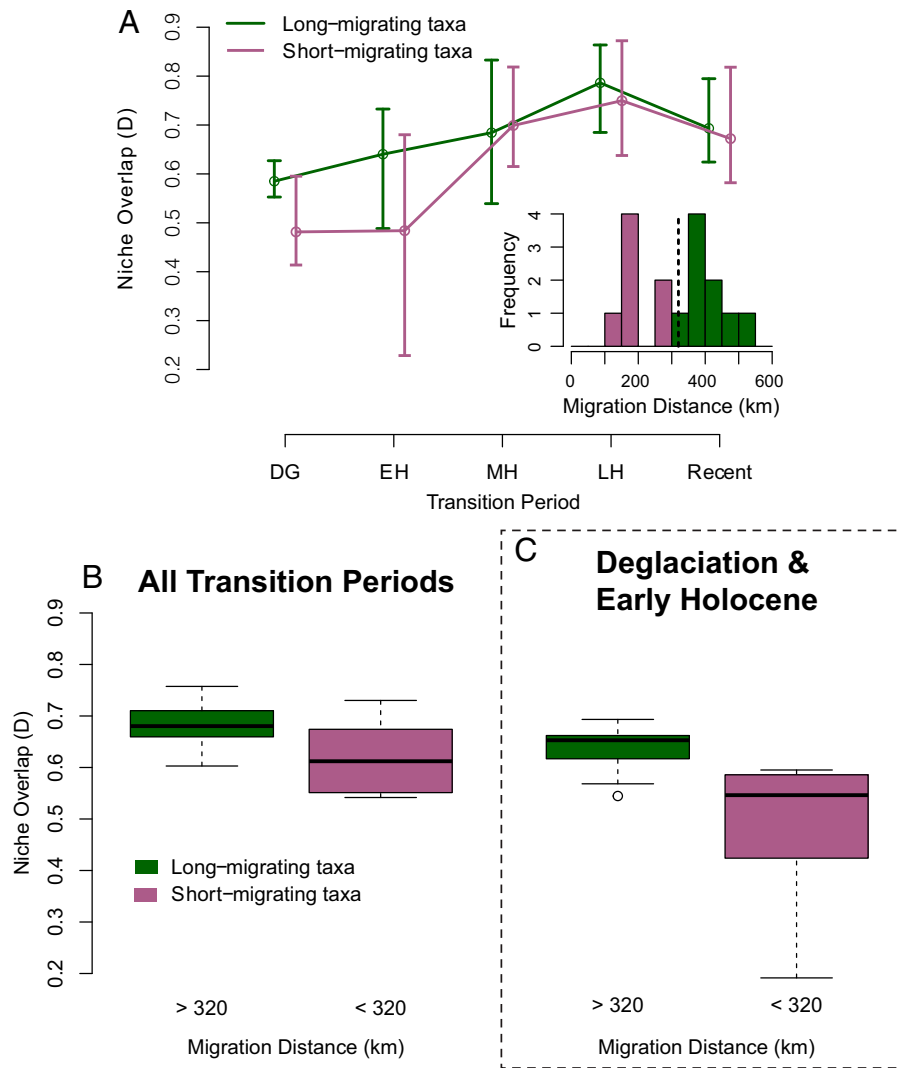 A
Long−migrating taxa
Short−migrating taxa
Niche Overlap (D)
0.9
0.8
0.7
0.6
0.5
0.4
0.3
0.2
Frequency
4
3
2
1
0
0 200 400 600
Migration Distance (km)
DG EH MH LH Recent
Transition Period
B
All Transition Periods
Niche Overlap (D)
0.9
0.8
0.7
0.6
0.5
0.4
0.3
0.2
Long−migrating taxa
Short−migrating taxa
> 320 < 320
Migration Distance (km)
C
Deglaciation &
Early Holocene
> 320 < 320
Migration Distance (km)